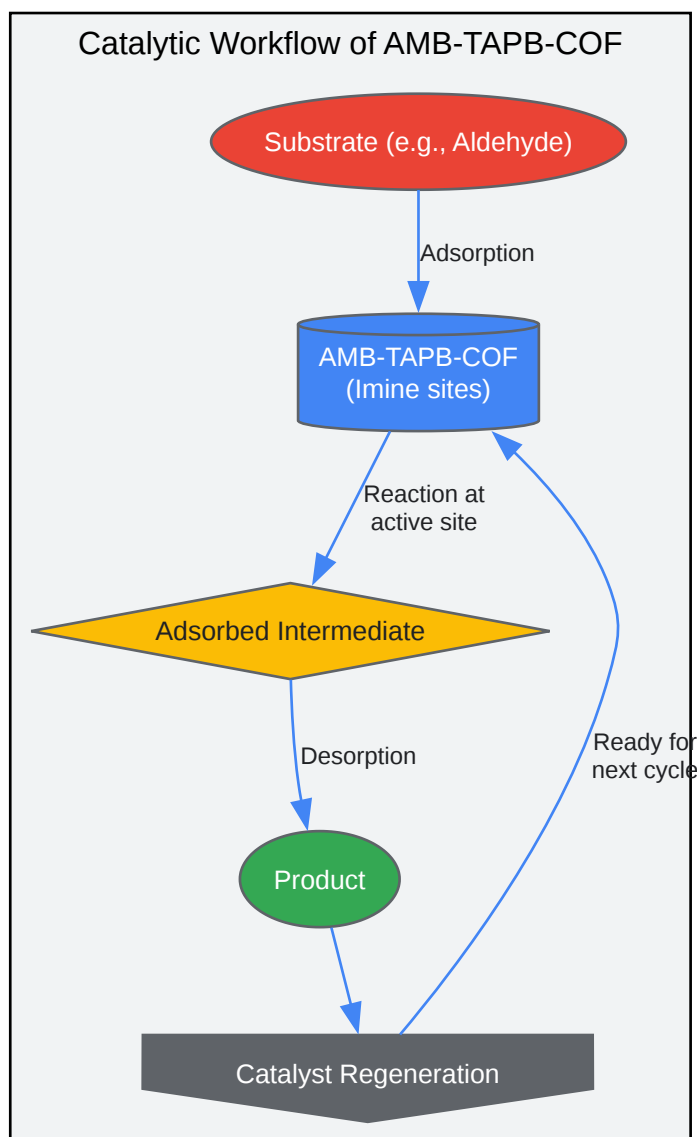 Catalytic Workflow of AMB-TAPB-COF
Substrate (e.g., Aldehyde)
Adsorption
AMB-TAPB-COF
(Imine sites)
Reaction at
active site
Adsorbed Intermediate
Ready for
next cycle
Desorption
Product
Catalyst Regeneration